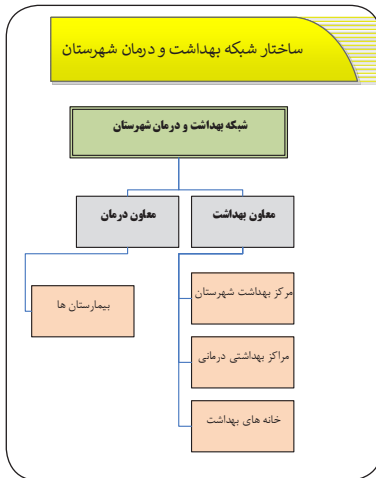 ساختار شبکه بهداشت و درمان شهرستان
شبکه بهداشت و درمان شهرستان
معاون بهداشت
معاون درمان
مرکز بهداشت شهرستان
بیمارستان ها
مراکز بهداشتی درمانی
خانه های بهداشت